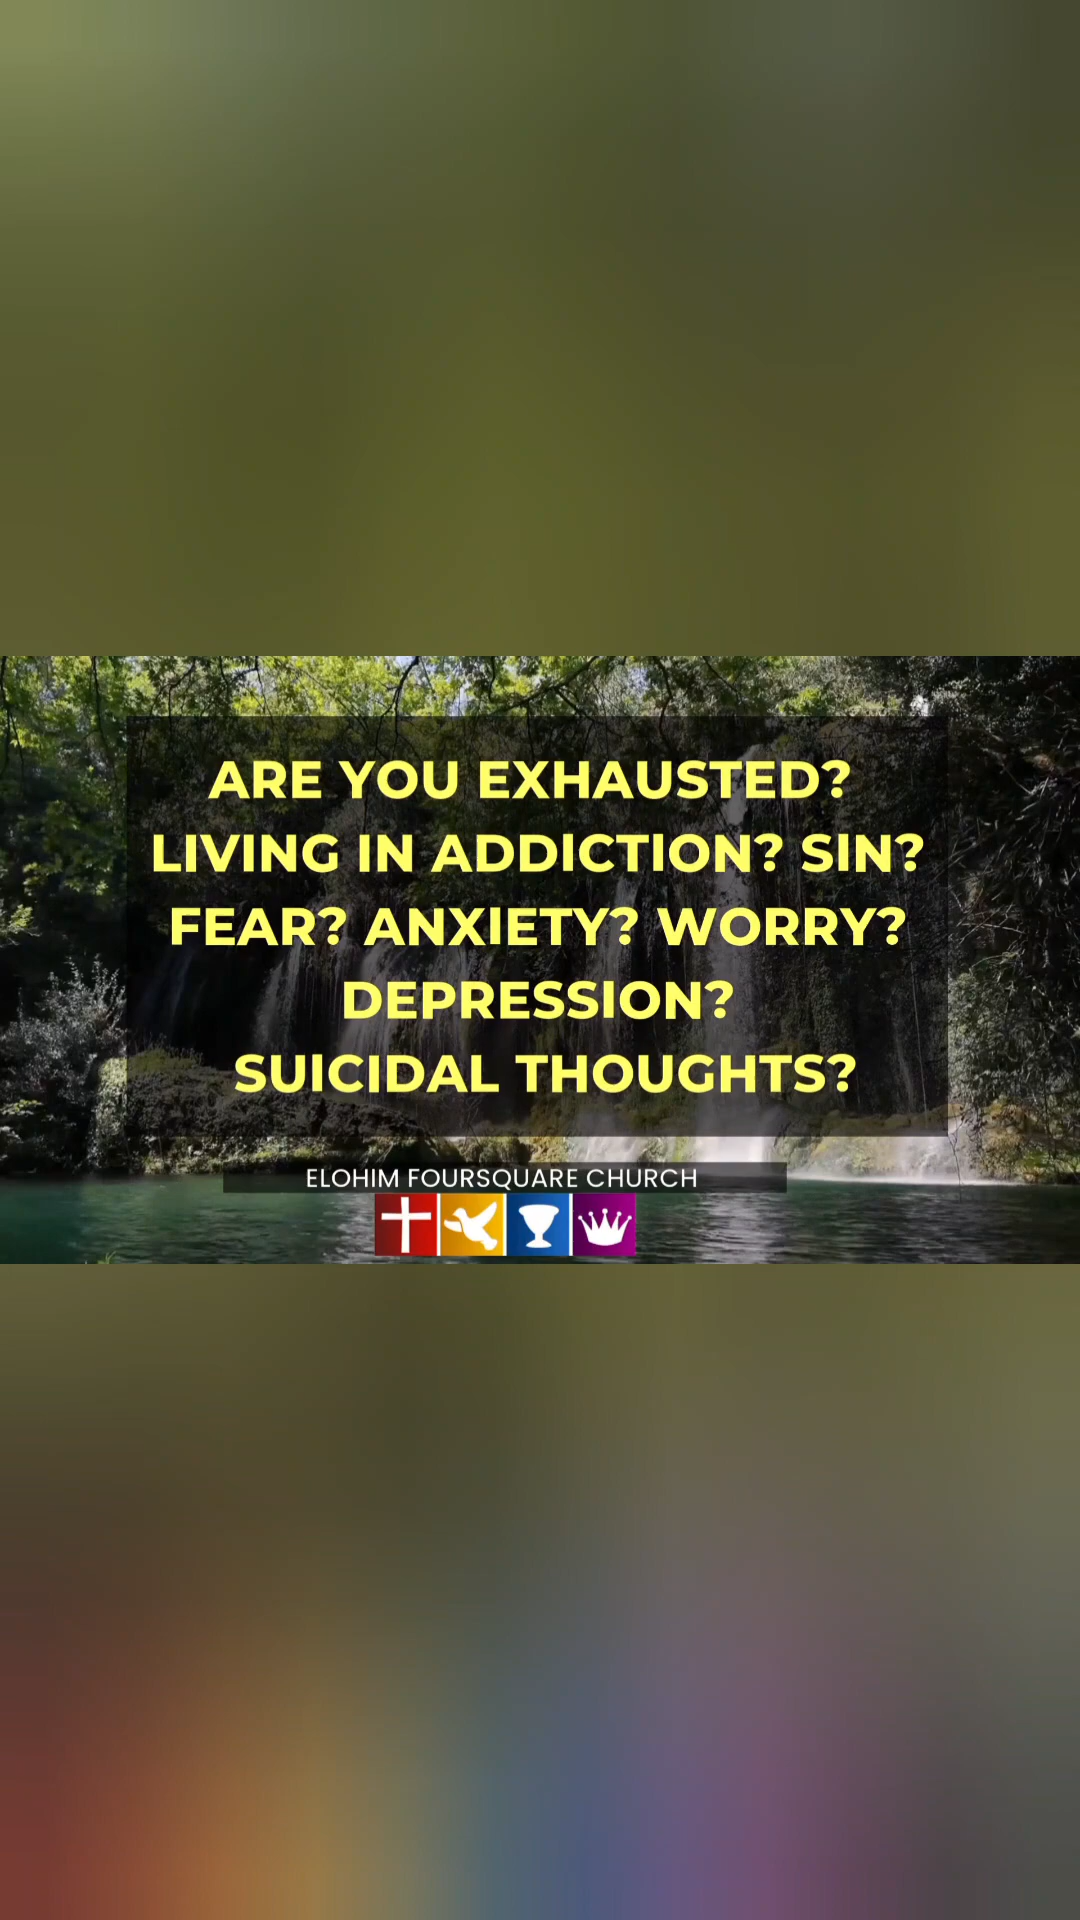 ARE YOU EXHAUSTED?
LIVING IN ADDICTION? SIN?
FEAR? ANXIETY? WORRY?
DEPRESSION?
SUICIDAL THOUGHTS?
ELOHIM FOURSQUARE CHURCH